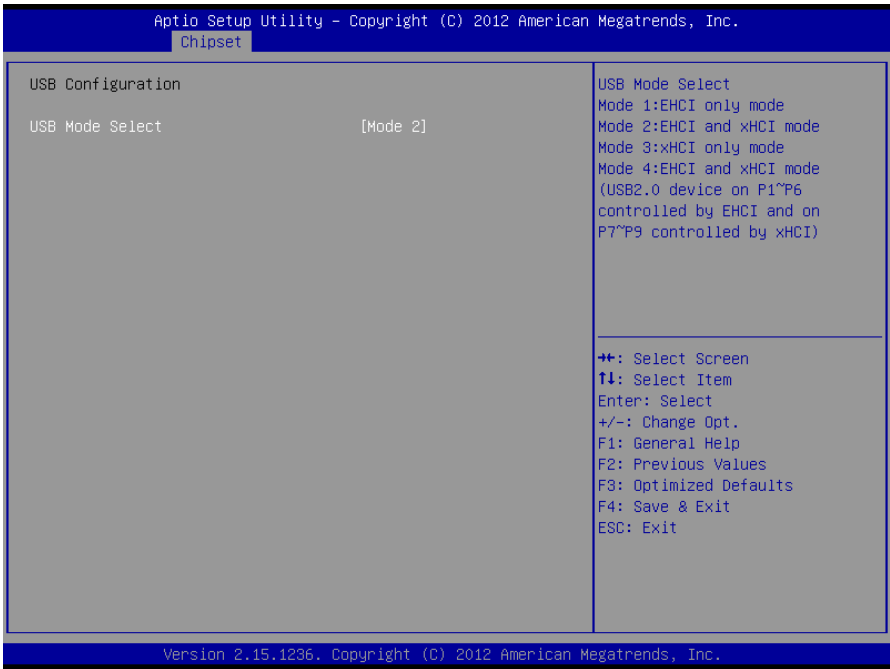 Aptio Setup Utility – Copyright (C) 2012 American Megatrends, Inc.
Chipset
USB Configuration
USB Mode Select [Mode 2]
USB Mode Select
Mode 1:EHCI only mode
Mode 2:EHCI and xHCI mode
Mode 3:xHCI only mode
Mode 4:EHCI and xHCI mode
(USB2.0 device on P1~P6
controlled by EHCI and on
P7~P9 controlled by xHCI)
→←: Select Screen
↑↓: Select Item
Enter: Select
+/-: Change Opt.
F1: General Help
F2: Previous Values
F3: Optimized Defaults
F4: Save & Exit
ESC: Exit
Version 2.15.1236. Copyright (C) 2012 American Megatrends, Inc.